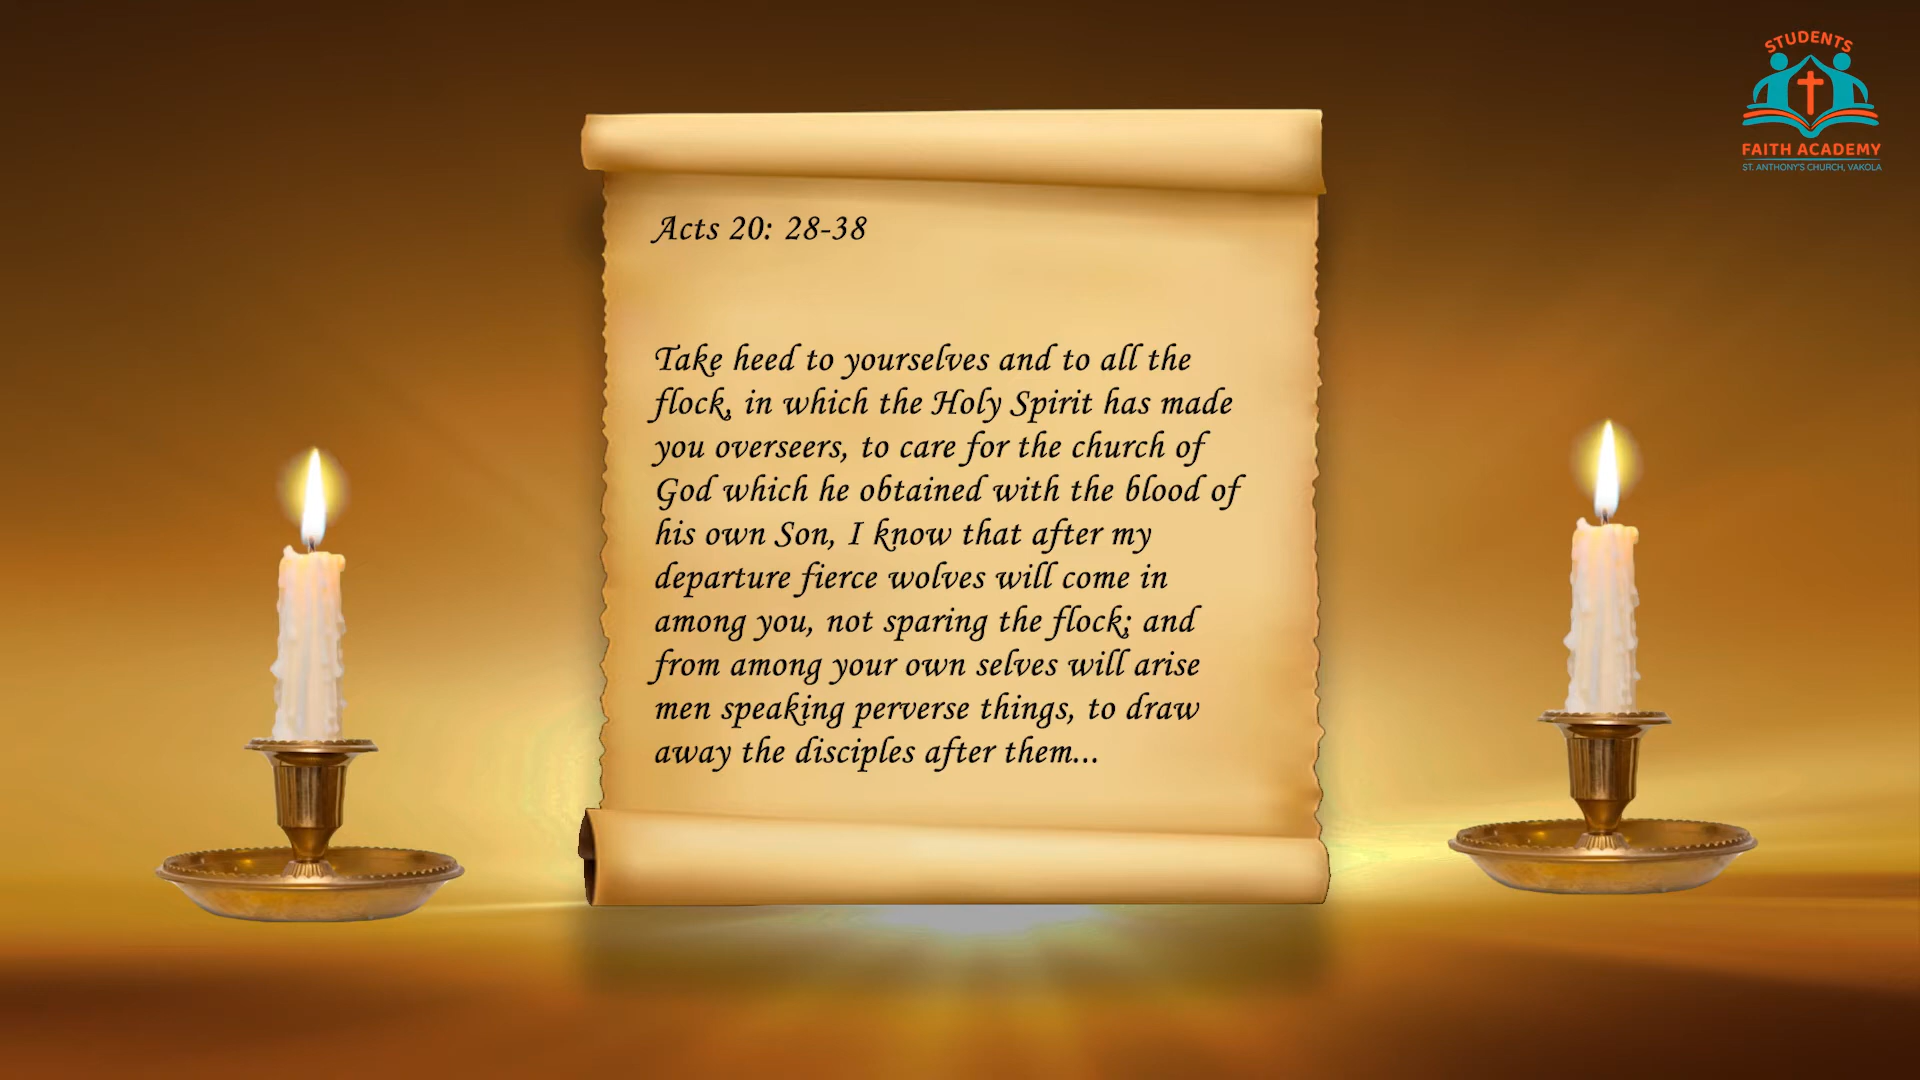 STUDENTS
FAITH ACADEMY
ST. ANTHONY'S CHURCH, VAKOLA
Acts 20: 28-38
Take heed to yourselves and to all the
flock, in which the Holy Spirit has made
you overseers, to care for the church of
God which he obtained with the blood of
his own Son, I know that after my
departure fierce wolves will come in
among you, not sparing the flock; and
from among your own selves will arise
men speaking perverse things, to draw
away the disciples after them...